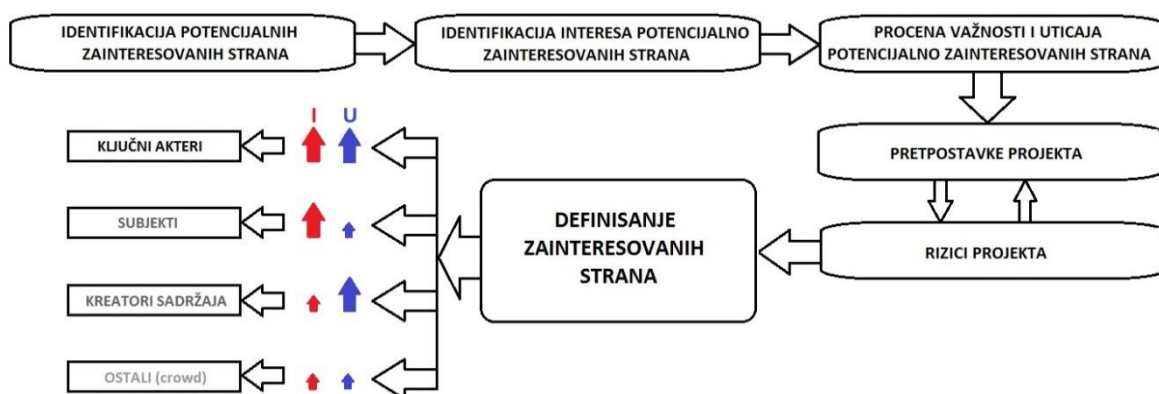 IDENTIFIKACIJA POTENCIJALNIH
ZAINTERESOVANIH STRANA
IDENTIFIKACIJA INTERESA POTENCIJALNO
ZAINTERESOVANIH STRANA
PROCENA VAŽNOSTI I UTICAJA
POTENCIJALNO ZAINTERESOVANIH STRANA
PRETPOSTAVKE PROJEKTA
RIZICI PROJEKTA
DEFINISANJE
ZAINTERESOVANIH
STRANA
I U
KLJUČNI AKTERI
SUBJEKTI
KREATORI SADRŽAJA
OSTALI (crowd)